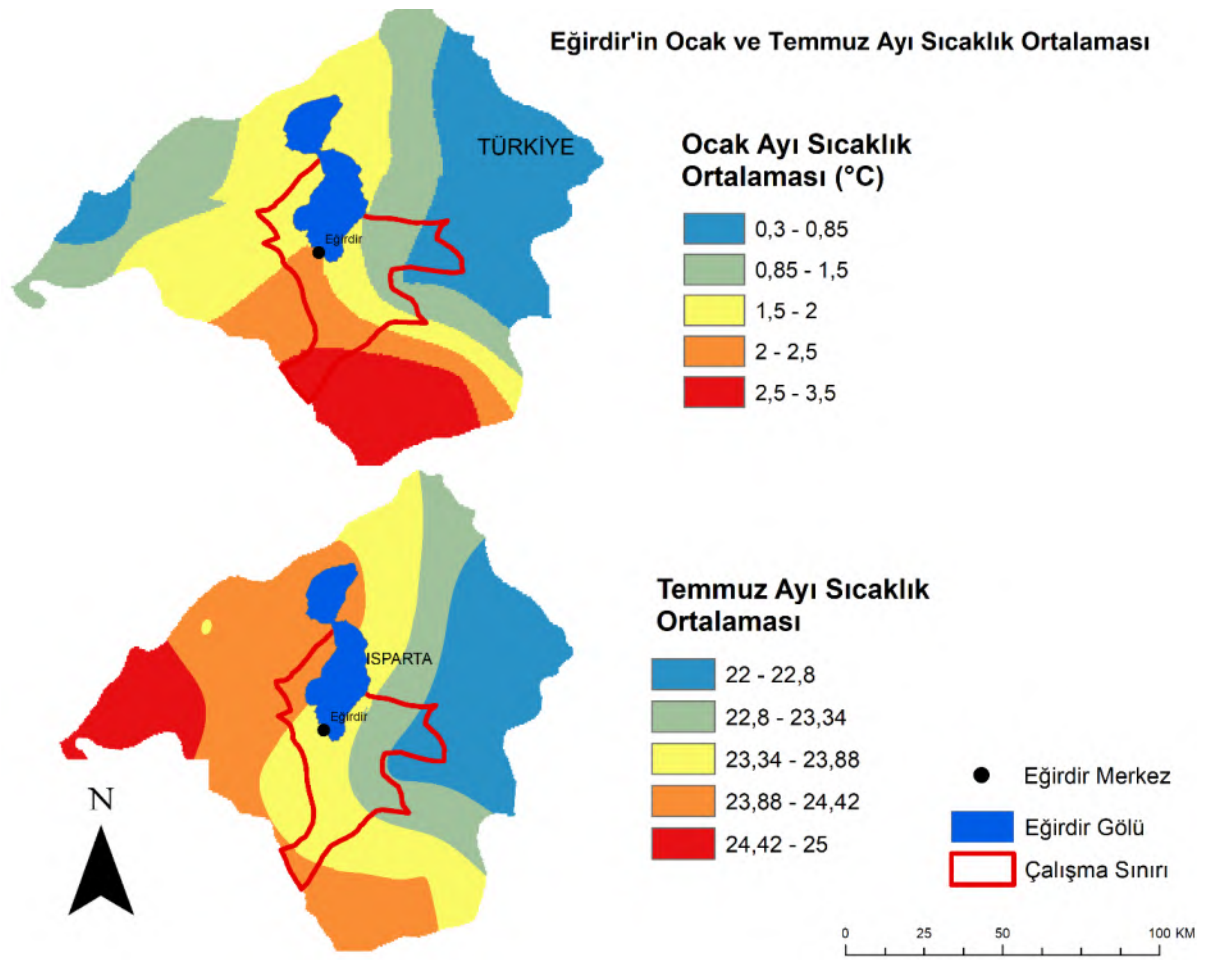 Eğirdir'in Ocak ve Temmuz Ayı Sıcaklık Ortalaması
TÜRKİYE
Eğirdir
Ocak Ayı Sıcaklık
Ortalaması (°C)
0,3 - 0,85
0,85 - 1,5
1,5 - 2
2 - 2,5
2,5 - 3,5
ISPARTA
Eğirdir
Temmuz Ayı Sıcaklık
Ortalaması
22 - 22,8
22,8 - 23,34
23,34 - 23,88
23,88 - 24,42
24,42 - 25
N
Eğirdir Merkez
Eğirdir Gölü
Çalışma Sınırı
0 25 50 100 KM